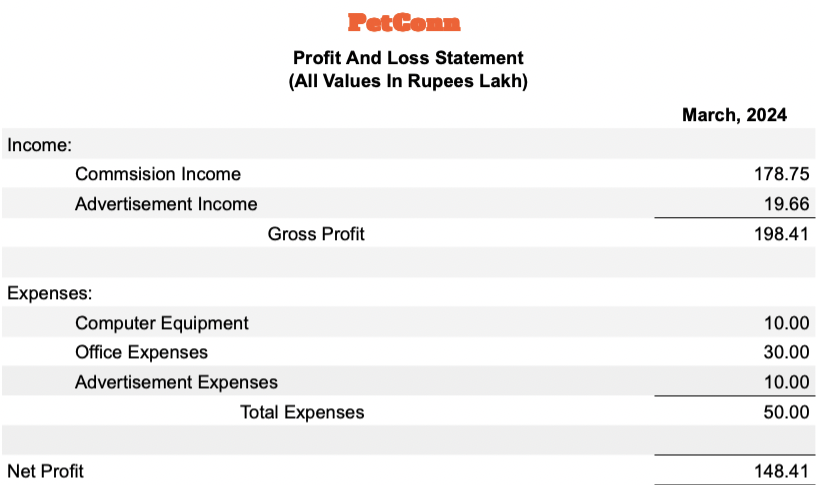 PetConn
Profit And Loss Statement
(All Values In Rupees Lakh)
March, 2024
Income:
Commsision Income 178.75
Advertisement Income 19.66
Gross Profit 198.41
Expenses:
Computer Equipment 10.00
Office Expenses 30.00
Advertisement Expenses 10.00
Total Expenses 50.00
Net Profit 148.41